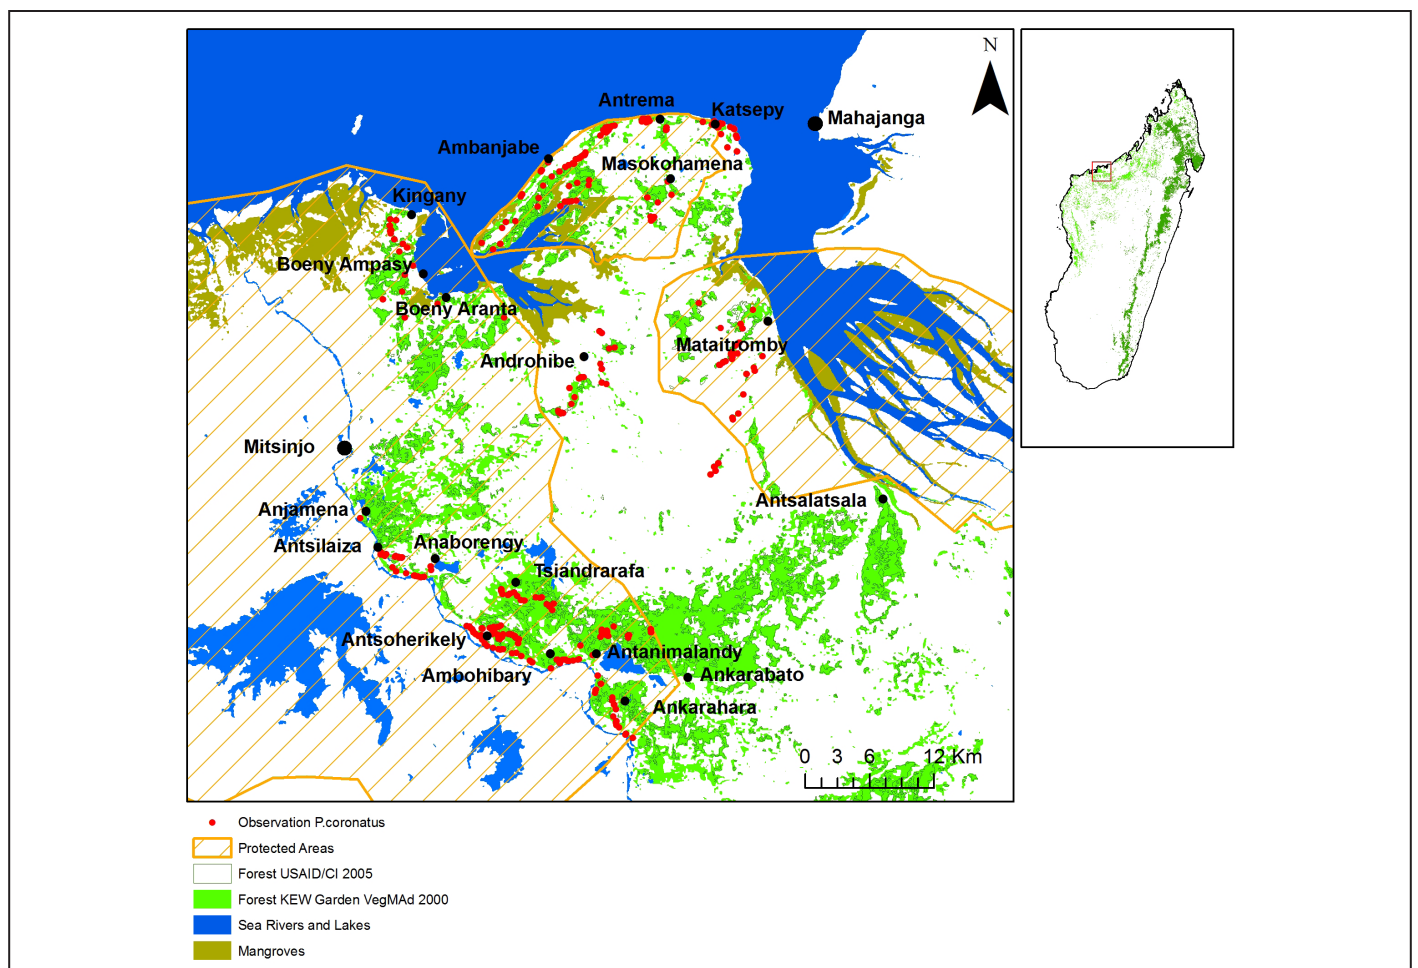 N
Antrema
Katsepy
Mahajanga
Ambanjabe
Masokohamena
Kingany
Boeny Ampasy
Boeny Aranta
Mataitromby
Androhibe
Mitsinjo
Antsalatsala
Anjamena
Antsilaiza
Anaborengy
Tsiandrarafa
Antsoherikely
Antanimalandy
Ambohibary
Ankarabato
Ankarahara
0 3 6 12 Km
Observation P.coronatus
Protected Areas
Forest USAID/CI 2005
Forest KEW Garden VegMAd 2000
Sea Rivers and Lakes
Mangroves